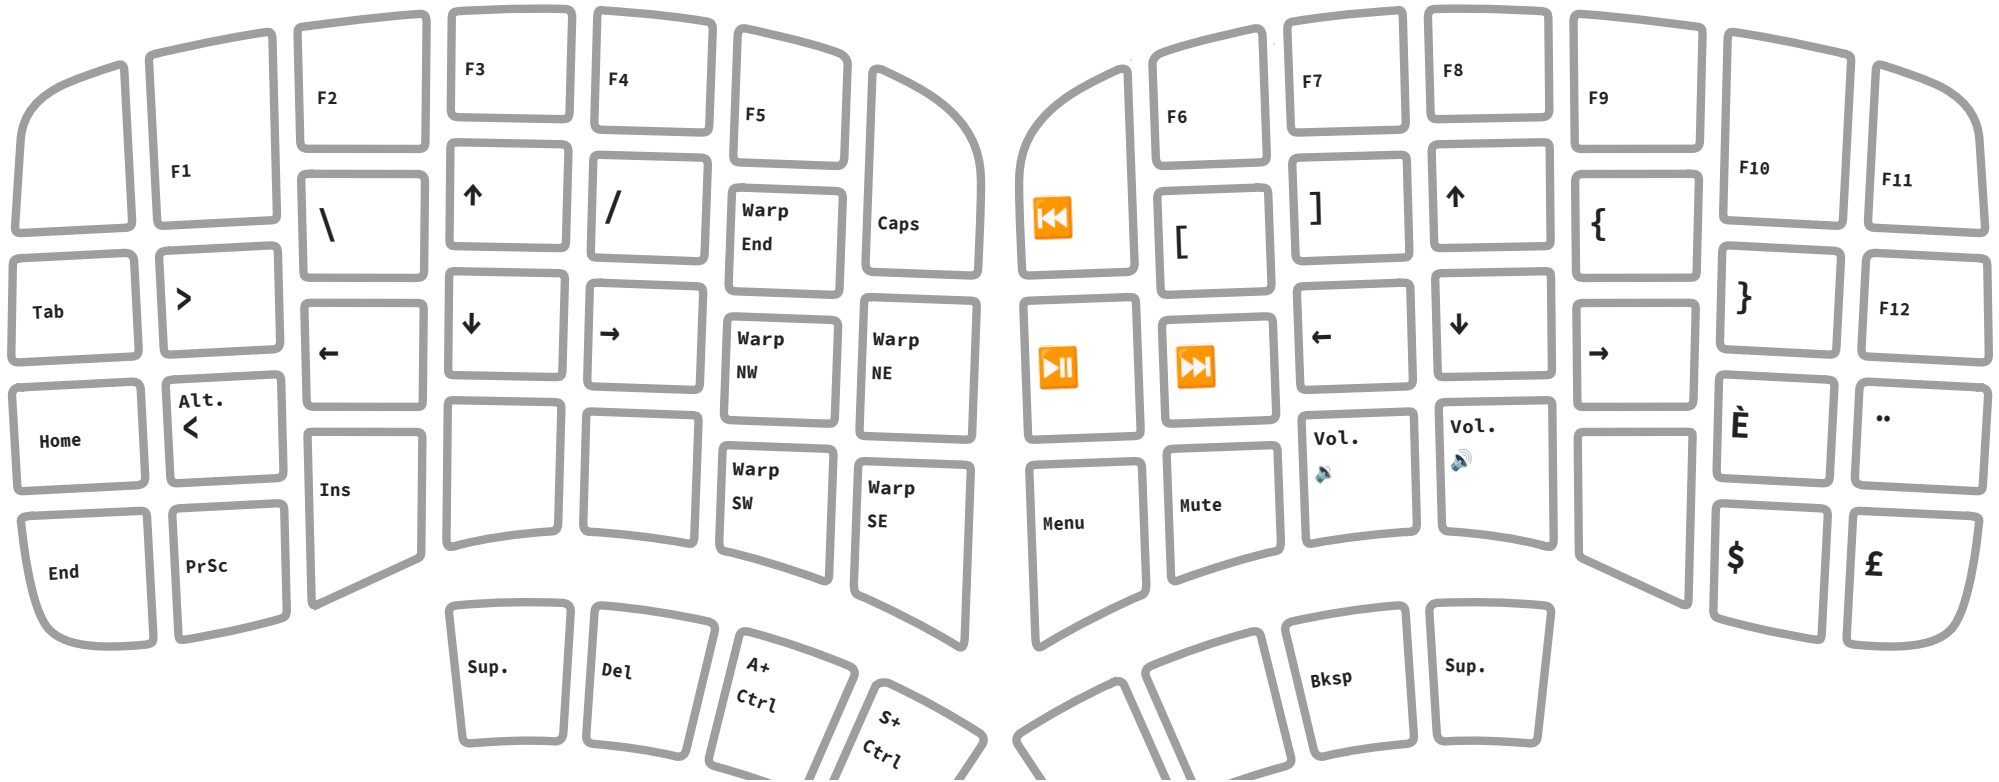 F1
F2
F3
F4
F5
\
↑
/
Warp
End
Caps
Tab
>
←
↓
→
Warp
NW
Warp
NE
Home
Alt.
<
Ins
Warp
SW
Warp
SE
End
PrSc
Sup.
Del
A+
Ctrl
S+
Ctrl
⏮
F6
F7
F8
F9
F10
F11
[
]
↑
{
}
F12
⏯
⏭
←
↓
→
È
¨
Menu
Mute
Vol.
🔉
Vol.
🔊
$
£
Bksp
Sup.